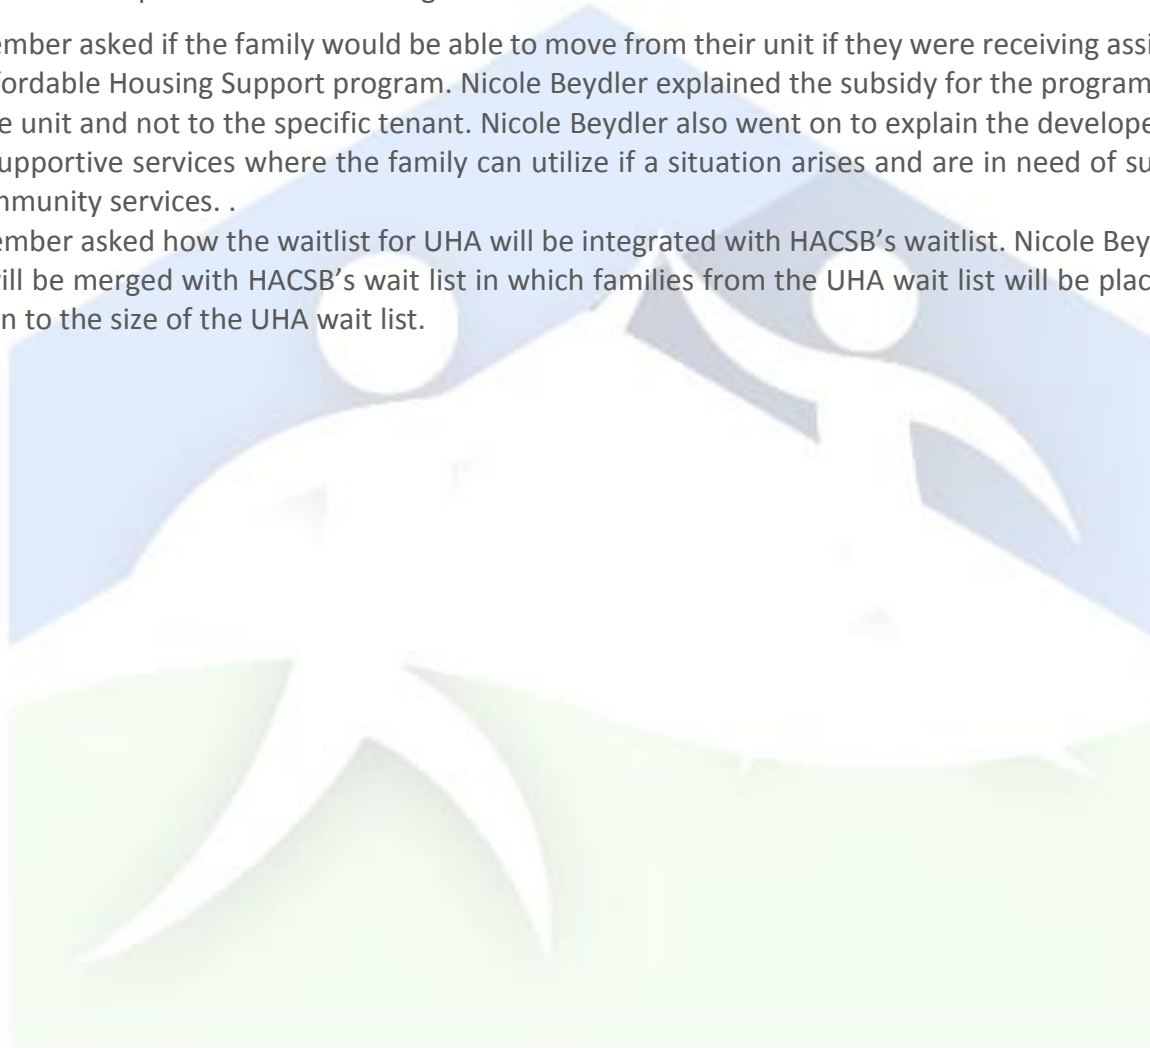 ember asked if the family would be able to move from their unit if they were receiving assi
fordable Housing Support program. Nicole Beydler explained the subsidy for the program
e unit and not to the specific tenant. Nicole Beydler also went on to explain the develope
supportive services where the family can utilize if a situation arises and are in need of su
mmunity services. .
ember asked how the waitlist for UHA will be integrated with HACSB’s waitlist. Nicole Bey
ill be merged with HACSB’s wait list in which families from the UHA wait list will be plac
n to the size of the UHA wait list.